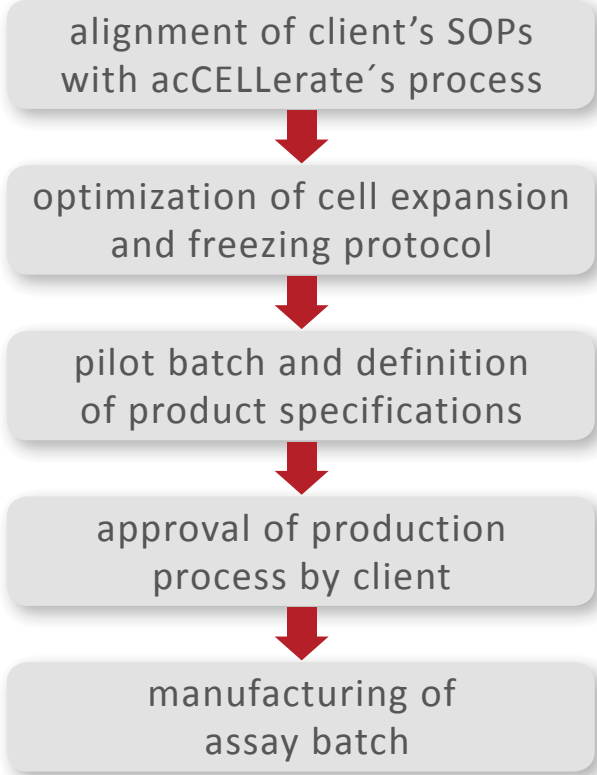 alignment of client’s SOPs
with acCELLerate´s process
optimization of cell expansion
and freezing protocol
pilot batch and definition
of product specifications
approval of production
process by client
manufacturing of
assay batch